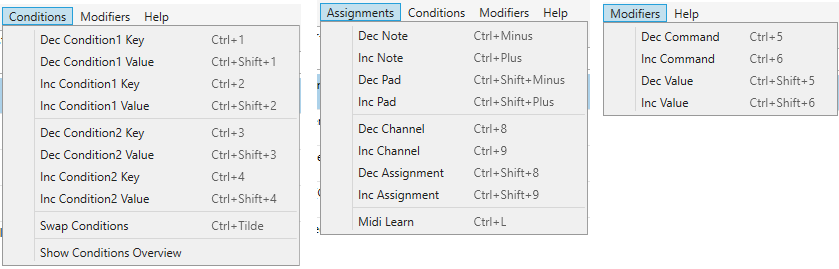 Conditions Modifiers Help
Dec Condition1 Key Ctrl+1
Dec Condition1 Value Ctrl+Shift+1
Inc Condition1 Key Ctrl+2
Inc Condition1 Value Ctrl+Shift+2
Dec Condition2 Key Ctrl+3
Dec Condition2 Value Ctrl+Shift+3
Inc Condition2 Key Ctrl+4
Inc Condition2 Value Ctrl+Shift+4
Swap Conditions Ctrl+Tilde
Show Conditions Overview
Assignments Conditions Modifiers Help
Dec Note Ctrl+Minus
Inc Note Ctrl+Plus
Dec Pad Ctrl+Shift+Minus
Inc Pad Ctrl+Shift+Plus
Dec Channel Ctrl+8
Inc Channel Ctrl+9
Dec Assignment Ctrl+Shift+8
Inc Assignment Ctrl+Shift+9
Midi Learn Ctrl+L
Modifiers Help
Dec Command Ctrl+5
Inc Command Ctrl+6
Dec Value Ctrl+Shift+5
Inc Value Ctrl+Shift+6